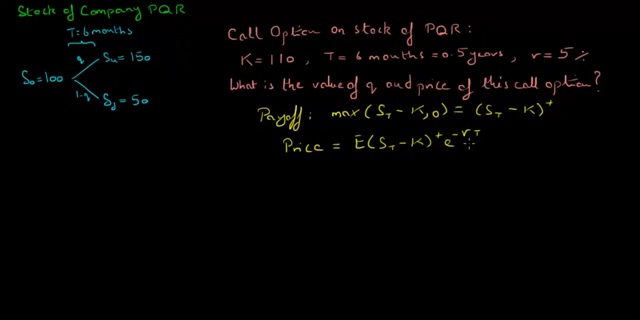 Stock of Company PQR
T=6 months
q
Su = 150
S0 = 100
1-q
Sd = 50
Call Option on Stock of PQR :
K = 110 , T = 6 months = 0.5 years , r = 5 %
What is the value of q and price of this call option?
Payoff : max (ST - K, 0) = (ST - K)+
Price = E (ST - K)+ e-rT